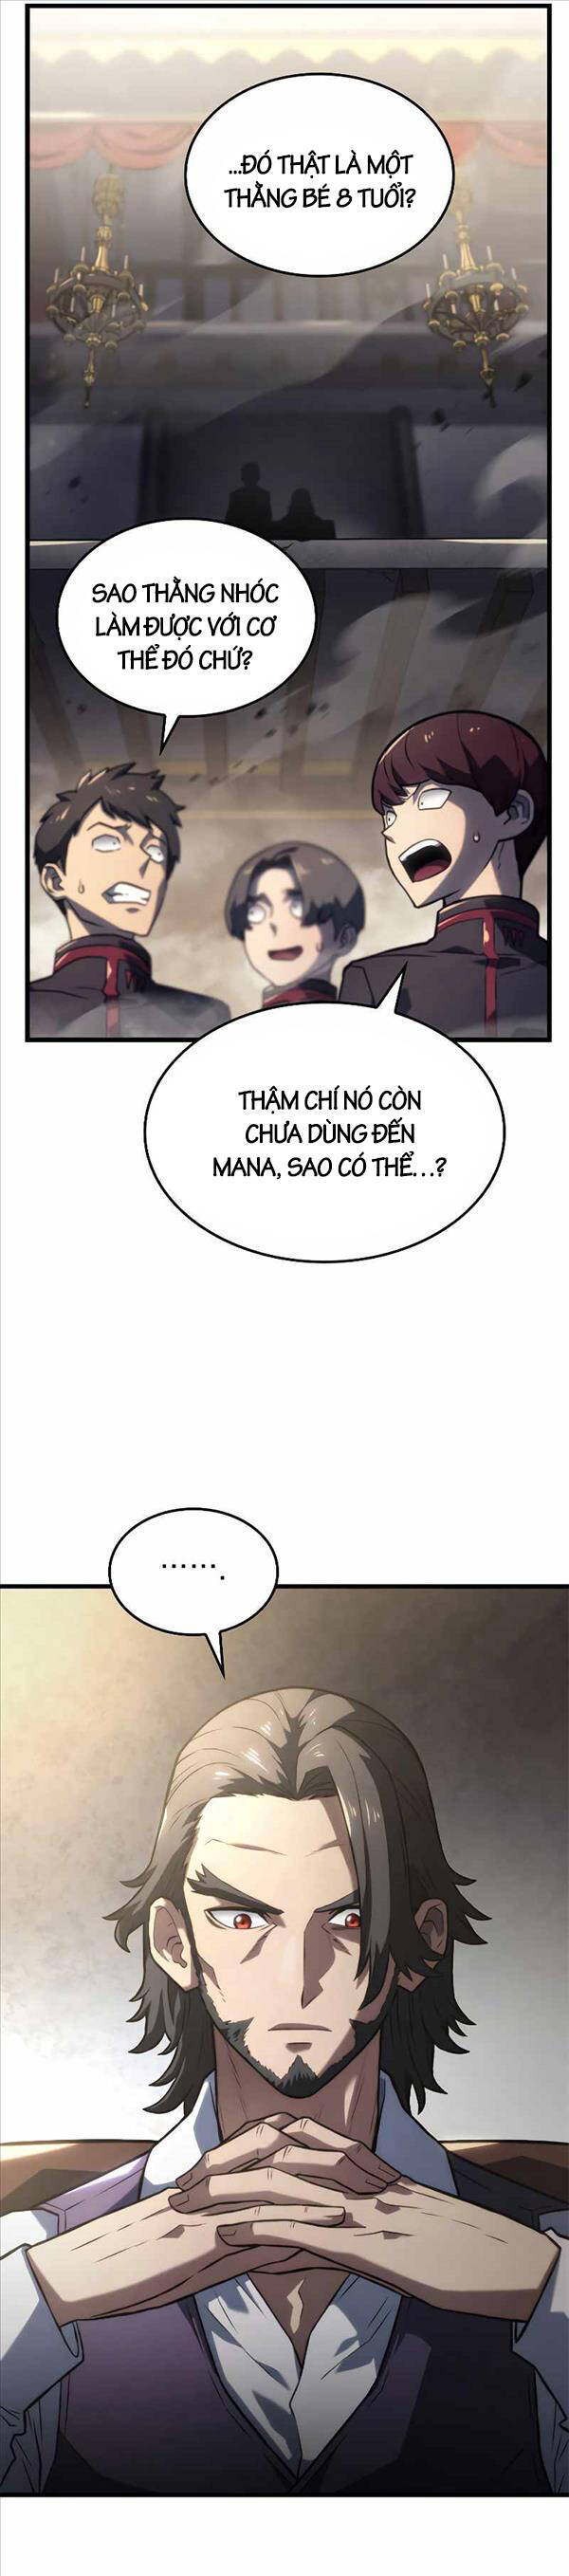 ...ĐÓ THẬT LÀ MỘT
THẰNG BÉ 8 TUỔI?
SAO THẰNG NHÓC
LÀM ĐƯỢC VỚI CƠ
THỂ ĐÓ CHỨ?
THẬM CHÍ NÓ CÒN
CHƯA DÙNG ĐẾN
MANA, SAO CÓ THỂ...?
.......